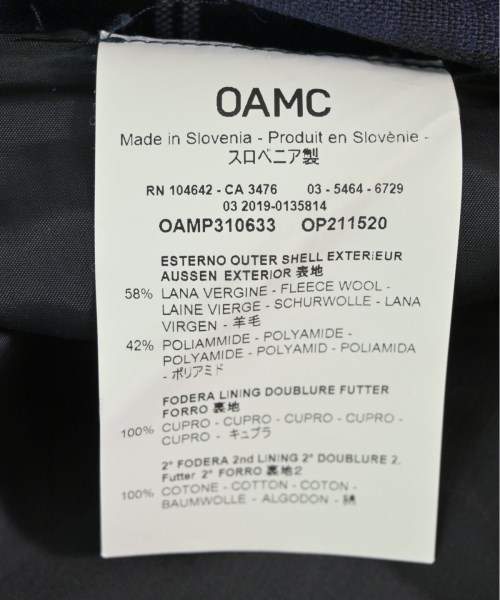 OAMC
Made in Slovenia - Produit en Slovènie -
スロベニア製
RN 104642 - CA 3476 03 - 5464 - 6729
03 2019-0135814
OAMP310633 OP211520
ESTERNO OUTER SHELL EXTERIEUR
AUSSEN EXTERIOR 表地
58% LANA VERGINE - FLEECE WOOL -
LAINE VIERGE - SCHURWOLLE - LANA
VIRGEN - 羊毛
42% POLIAMMIDE - POLYAMIDE -
POLYAMIDE - POLYAMID - POLIAMIDA
- ポリアミド
FODERA LINING DOUBLURE FUTTER
FORRO 裏地
100% CUPRO - CUPRO - CUPRO - CUPRO -
CUPRO - キュプラ
2° FODERA 2nd LINING 2° DOUBLURE 2.
Futter 2° FORRO 裏地2
100% COTONE - COTTON - COTON -
BAUMWOLLE - ALGODON - 綿